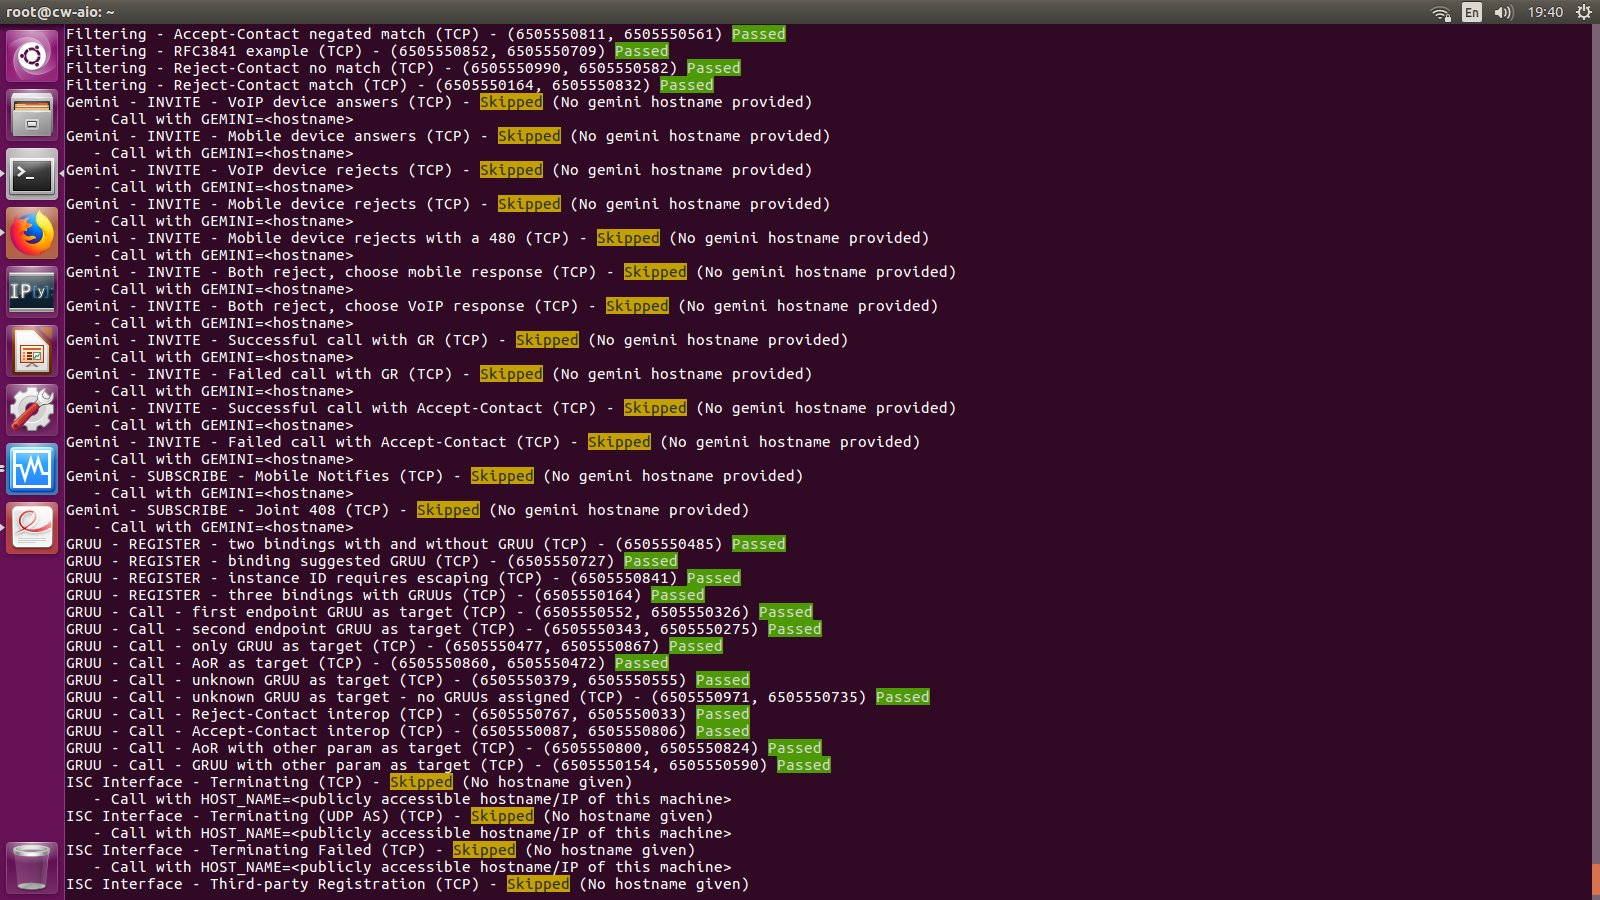 root@cw-aio: ~
En
19:40
Filtering - Accept-Contact negated match (TCP) - (6505550811, 6505550561) Passed
Filtering - RFC3841 example (TCP) - (6505550852, 6505550709) Passed
Filtering - Reject-Contact no match (TCP) - (6505550990, 6505550582) Passed
Filtering - Reject-Contact match (TCP) - (6505550164, 6505550832) Passed
Gemini - INVITE - VoIP device answers (TCP) - Skipped (No gemini hostname provided)
- Call with GEMINI=<hostname>
Gemini - INVITE - Mobile device answers (TCP) - Skipped (No gemini hostname provided)
- Call with GEMINI=<hostname>
Gemini - INVITE - VoIP device rejects (TCP) - Skipped (No gemini hostname provided)
- Call with GEMINI=<hostname>
Gemini - INVITE - Mobile device rejects (TCP) - Skipped (No gemini hostname provided)
- Call with GEMINI=<hostname>
Gemini - INVITE - Mobile device rejects with a 480 (TCP) - Skipped (No gemini hostname provided)
- Call with GEMINI=<hostname>
Gemini - INVITE - Both reject, choose mobile response (TCP) - Skipped (No gemini hostname provided)
- Call with GEMINI=<hostname>
Gemini - INVITE - Both reject, choose VoIP response (TCP) - Skipped (No gemini hostname provided)
- Call with GEMINI=<hostname>
Gemini - INVITE - Successful call with GR (TCP) - Skipped (No gemini hostname provided)
- Call with GEMINI=<hostname>
Gemini - INVITE - Failed call with GR (TCP) - Skipped (No gemini hostname provided)
- Call with GEMINI=<hostname>
Gemini - INVITE - Successful call with Accept-Contact (TCP) - Skipped (No gemini hostname provided)
- Call with GEMINI=<hostname>
Gemini - INVITE - Failed call with Accept-Contact (TCP) - Skipped (No gemini hostname provided)
- Call with GEMINI=<hostname>
Gemini - SUBSCRIBE - Mobile Notifies (TCP) - Skipped (No gemini hostname provided)
- Call with GEMINI=<hostname>
Gemini - SUBSCRIBE - Joint 408 (TCP) - Skipped (No gemini hostname provided)
- Call with GEMINI=<hostname>
GRUU - REGISTER - two bindings with and without GRUU (TCP) - (6505550485) Passed
GRUU - REGISTER - binding suggested GRUU (TCP) - (6505550727) Passed
GRUU - REGISTER - instance ID requires escaping (TCP) - (6505550841) Passed
GRUU - REGISTER - three bindings with GRUUs (TCP) - (6505550164) Passed
GRUU - Call - first endpoint GRUU as target (TCP) - (6505550552, 6505550326) Passed
GRUU - Call - second endpoint GRUU as target (TCP) - (6505550343, 6505550275) Passed
GRUU - Call - only GRUU as target (TCP) - (6505550477, 6505550867) Passed
GRUU - Call - AoR as target (TCP) - (6505550860, 6505550472) Passed
GRUU - Call - unknown GRUU as target (TCP) - (6505550379, 6505550555) Passed
GRUU - Call - unknown GRUU as target - no GRUUs assigned (TCP) - (6505550971, 6505550735) Passed
GRUU - Call - Reject-Contact interop (TCP) - (6505550767, 6505550033) Passed
GRUU - Call - Accept-Contact interop (TCP) - (6505550087, 6505550806) Passed
GRUU - Call - AoR with other param as target (TCP) - (6505550800, 6505550824) Passed
GRUU - Call - GRUU with other param as target (TCP) - (6505550154, 6505550590) Passed
ISC Interface - Terminating (TCP) - Skipped (No hostname given)
- Call with HOST_NAME=<publicly accessible hostname/IP of this machine>
ISC Interface - Terminating (UDP AS) (TCP) - Skipped (No hostname given)
- Call with HOST_NAME=<publicly accessible hostname/IP of this machine>
ISC Interface - Terminating Failed (TCP) - Skipped (No hostname given)
- Call with HOST_NAME=<publicly accessible hostname/IP of this machine>
ISC Interface - Third-party Registration (TCP) - Skipped (No hostname given)
>_
IP[y]: